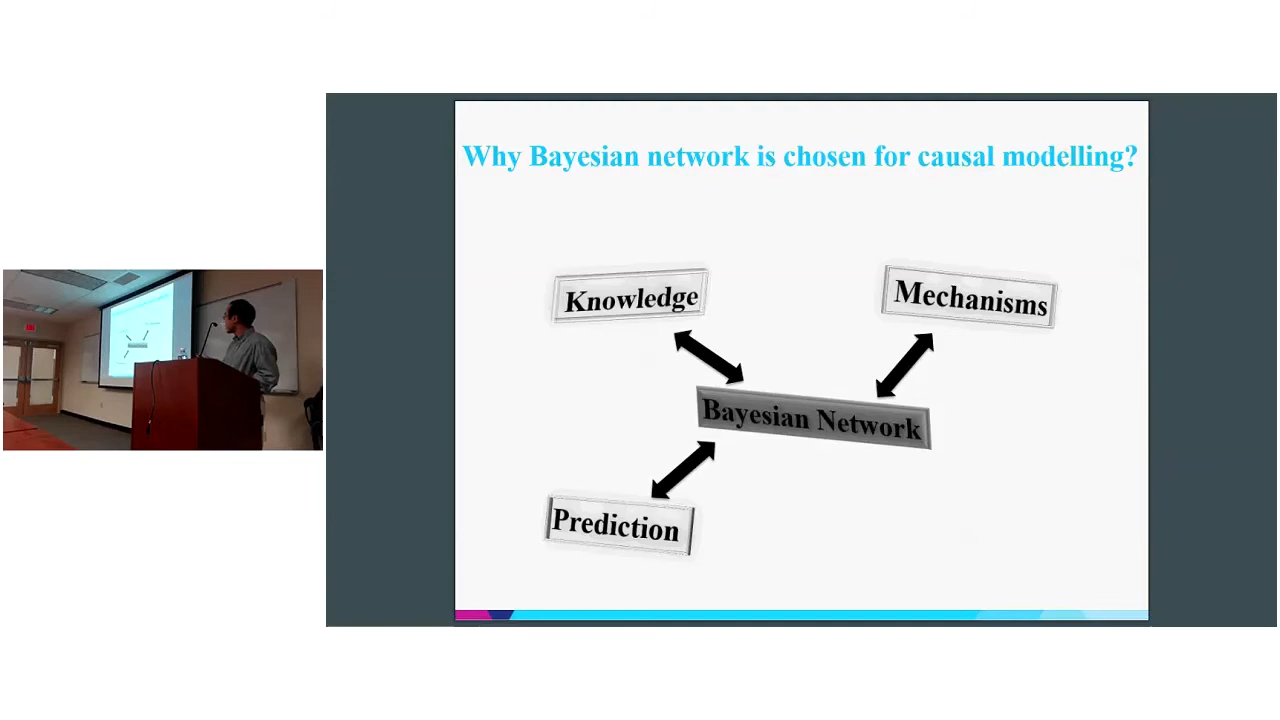 Why Bayesian network is chosen for causal modelling?
Knowledge
Mechanisms
Bayesian Network
Prediction